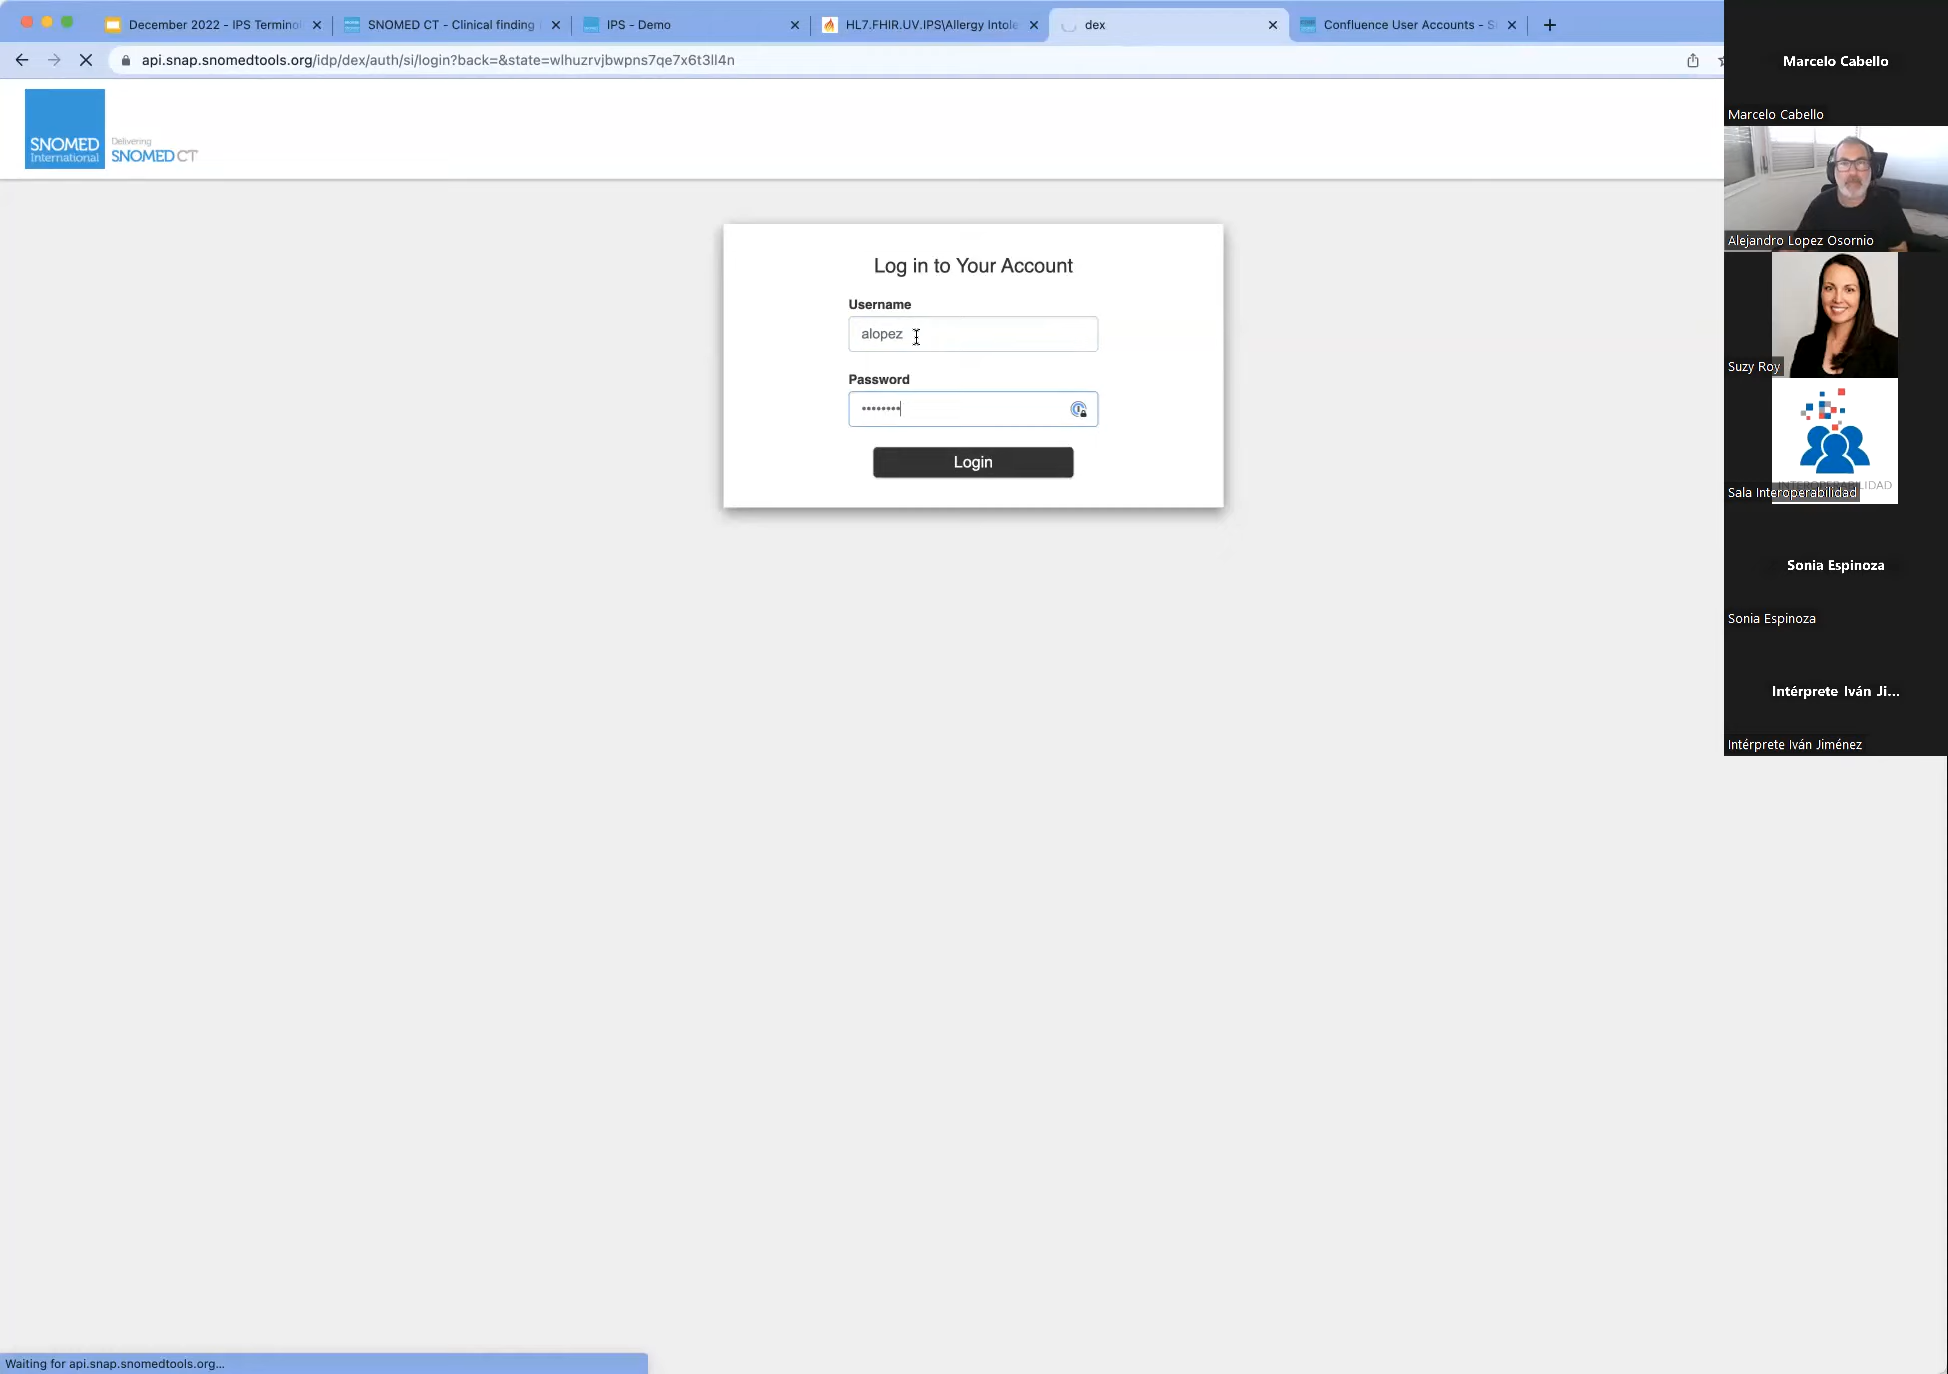 December 2022 - IPS Termino
SNOMED CT - Clinical finding
IPS - Demo
HL7.FHIR.UV.IPS\Allergy Intole
dex
Confluence User Accounts - S
api.snap.snomedtools.org/idp/dex/auth/si/login?back=&state=wlhuzrvjbwpns7qe7x6t3ll4n
SNOMED
International
Delivering
SNOMED CT
Log in to Your Account
Username
alopez
Password
••••••••
Login
Marcelo Cabello
Marcelo Cabello
Alejandro Lopez Osornio
Suzy Roy
INTEROPERABILIDAD
Sala Interoperabilidad
Sonia Espinoza
Sonia Espinoza
Intérprete Iván Ji...
Intérprete Iván Jiménez
Waiting for api.snap.snomedtools.org...